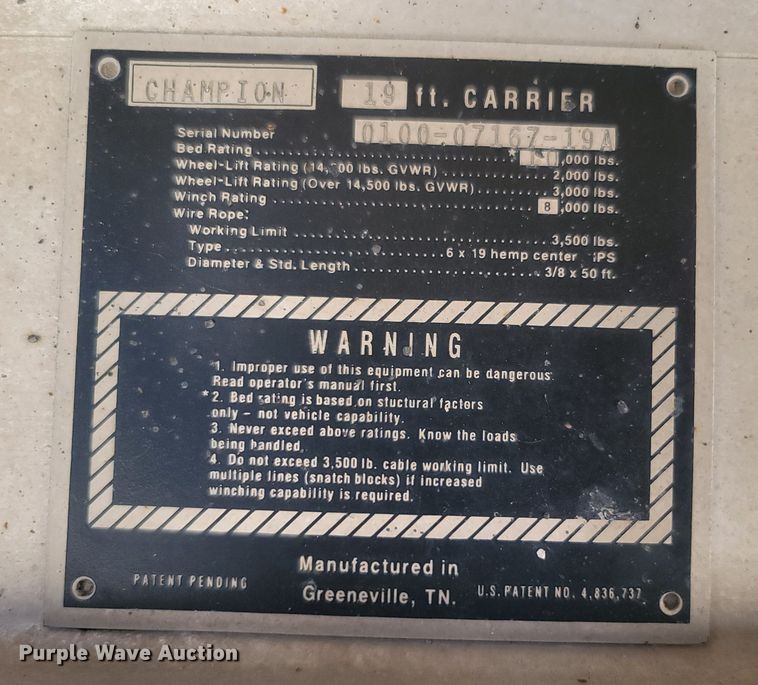 CHAMPION 19 ft. CARRIER
Serial Number 0100-07167-19A
Bed Rating *10,000 lbs.
Wheel-Lift Rating (14,500 lbs. GVWR) 2,000 lbs.
Wheel-Lift Rating (Over 14,500 lbs. GVWR) 3,000 lbs.
Winch Rating 8,000 lbs.
Wire Rope:
Working Limit 3,500 lbs.
Type 6 x 19 hemp center IPS
Diameter & Std. Length 3/8 x 50 ft.
WARNING
1. Improper use of this equipment can be dangerous.
Read operator's manual first.
*2. Bed rating is based on stuctural factors
only – not vehicle capability.
3. Never exceed above ratings. Know the loads
being handled.
4. Do not exceed 3,500 lb. cable working limit. Use
multiple lines (snatch blocks) if increased
winching capability is required.
Manufactured in
Greeneville, TN.
PATENT PENDING
U.S. PATENT NO. 4,836,737
Purple Wave Auction